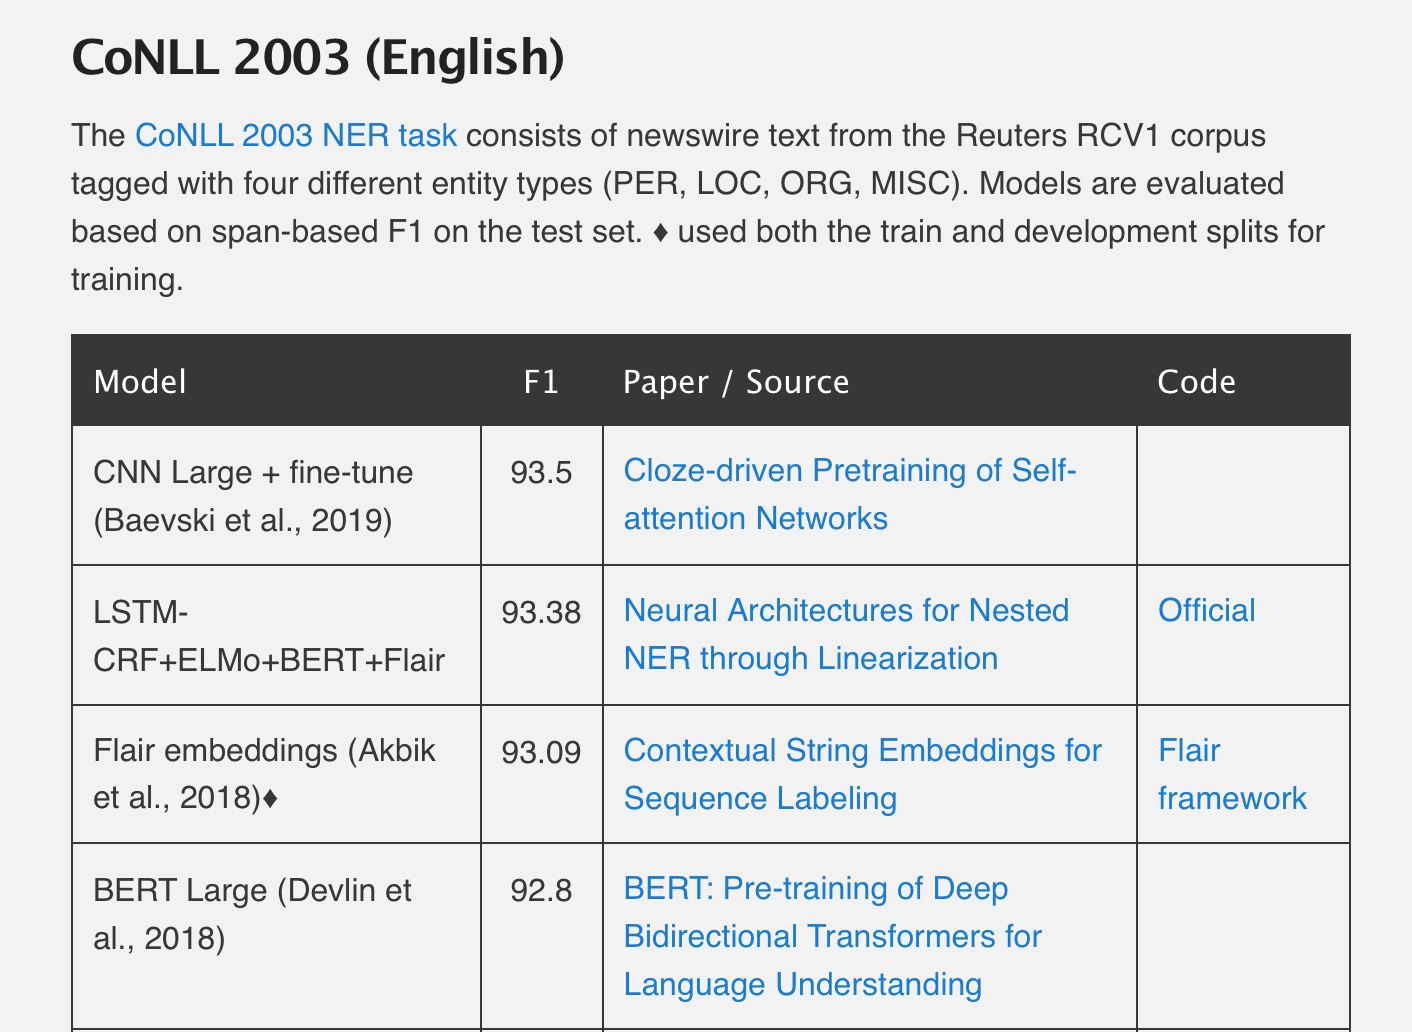 CoNLL 2003 (English)
The CoNLL 2003 NER task consists of newswire text from the Reuters RCV1 corpus
tagged with four different entity types (PER, LOC, ORG, MISC). Models are evaluated
based on span-based F1 on the test set. ♦ used both the train and development splits for
training.
Model F1 Paper / Source Code
CNN Large + fine-tune 93.5 Cloze-driven Pretraining of Self-
(Baevski et al., 2019) attention Networks
LSTM- 93.38 Neural Architectures for Nested Official
CRF+ELMo+BERT+Flair NER through Linearization
Flair embeddings (Akbik 93.09 Contextual String Embeddings for Flair
et al., 2018)♦ Sequence Labeling framework
BERT Large (Devlin et 92.8 BERT: Pre-training of Deep
al., 2018) Bidirectional Transformers for
Language Understanding